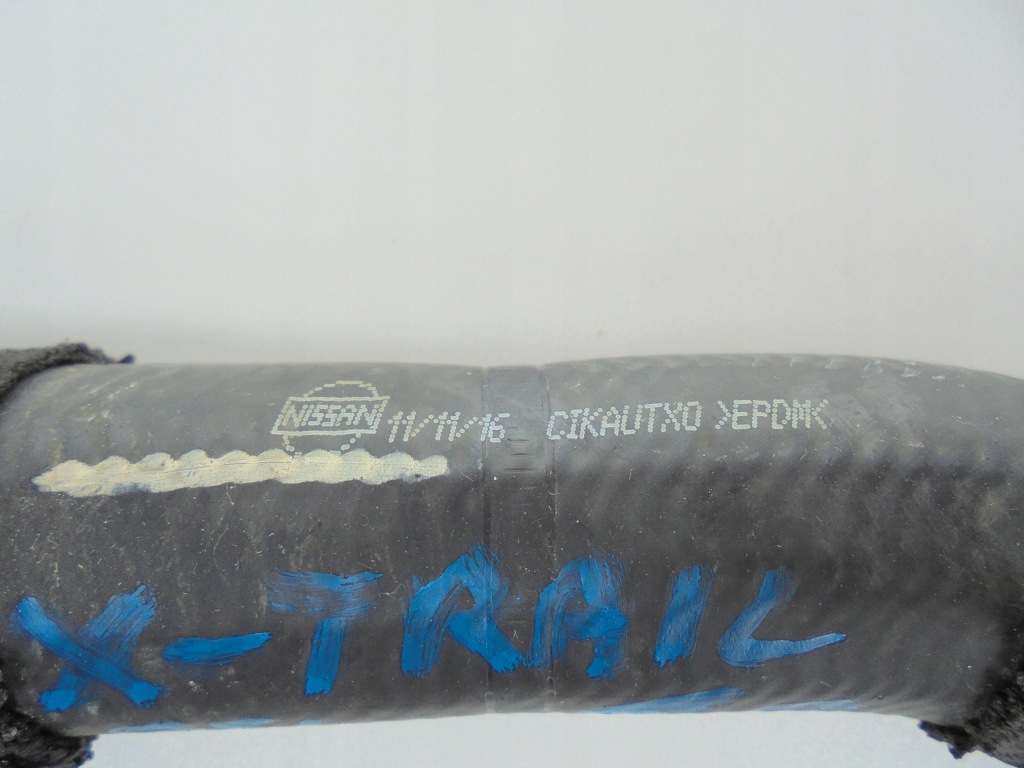 NISSAN 11/11/16 CIKAUTXO >EPDM<
X-TRAIL